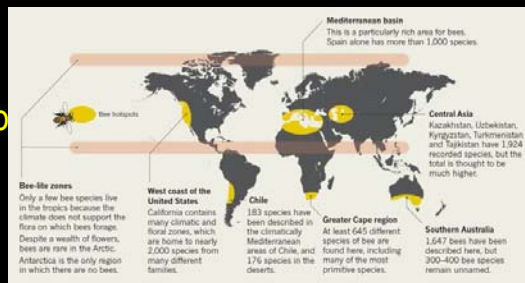 Mediterranean basin
This is a particularly rich area for bees.
Spain alone has more than 1,000 species.
Bee hotspots
Central Asia
Kazakhstan, Uzbekistan,
Kyrgyzstan, Turkmenistan
and Tajikistan have 1,924
recorded species, but the
total is thought to be
much higher.
Bee-lite zones
Only a few bee species live
in the tropics because the
climate does not support the
flora on which bees forage.
Despite a wealth of flowers,
bees are rare in the Arctic.
Antarctica is the only region
in which there are no bees.
West coast of the
United States
California contains
many climatic and
floral zones, which
are home to nearly
2,000 species from
many different
families.
Chile
183 species have
been described in
the climatically
Mediterranean
areas of Chile, and
176 species in the
deserts.
Greater Cape region
At least 645 different
species of bee are
found here, including
many of the most
primitive species.
Southern Australia
1,647 bees have been
described here, but
300–400 bee species
remain unnamed.